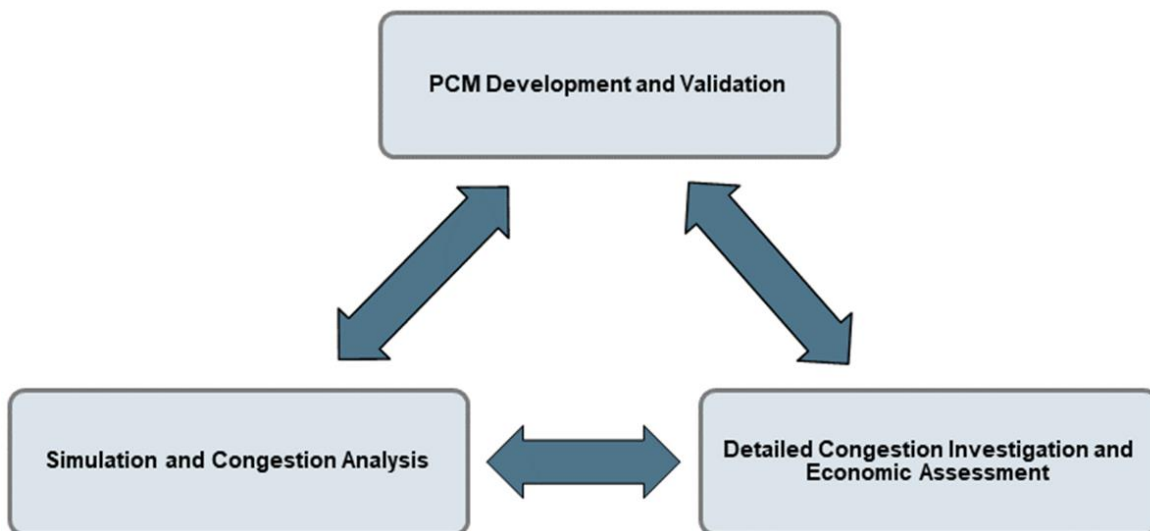 PCM Development and Validation
Simulation and Congestion Analysis
Detailed Congestion Investigation and
Economic Assessment